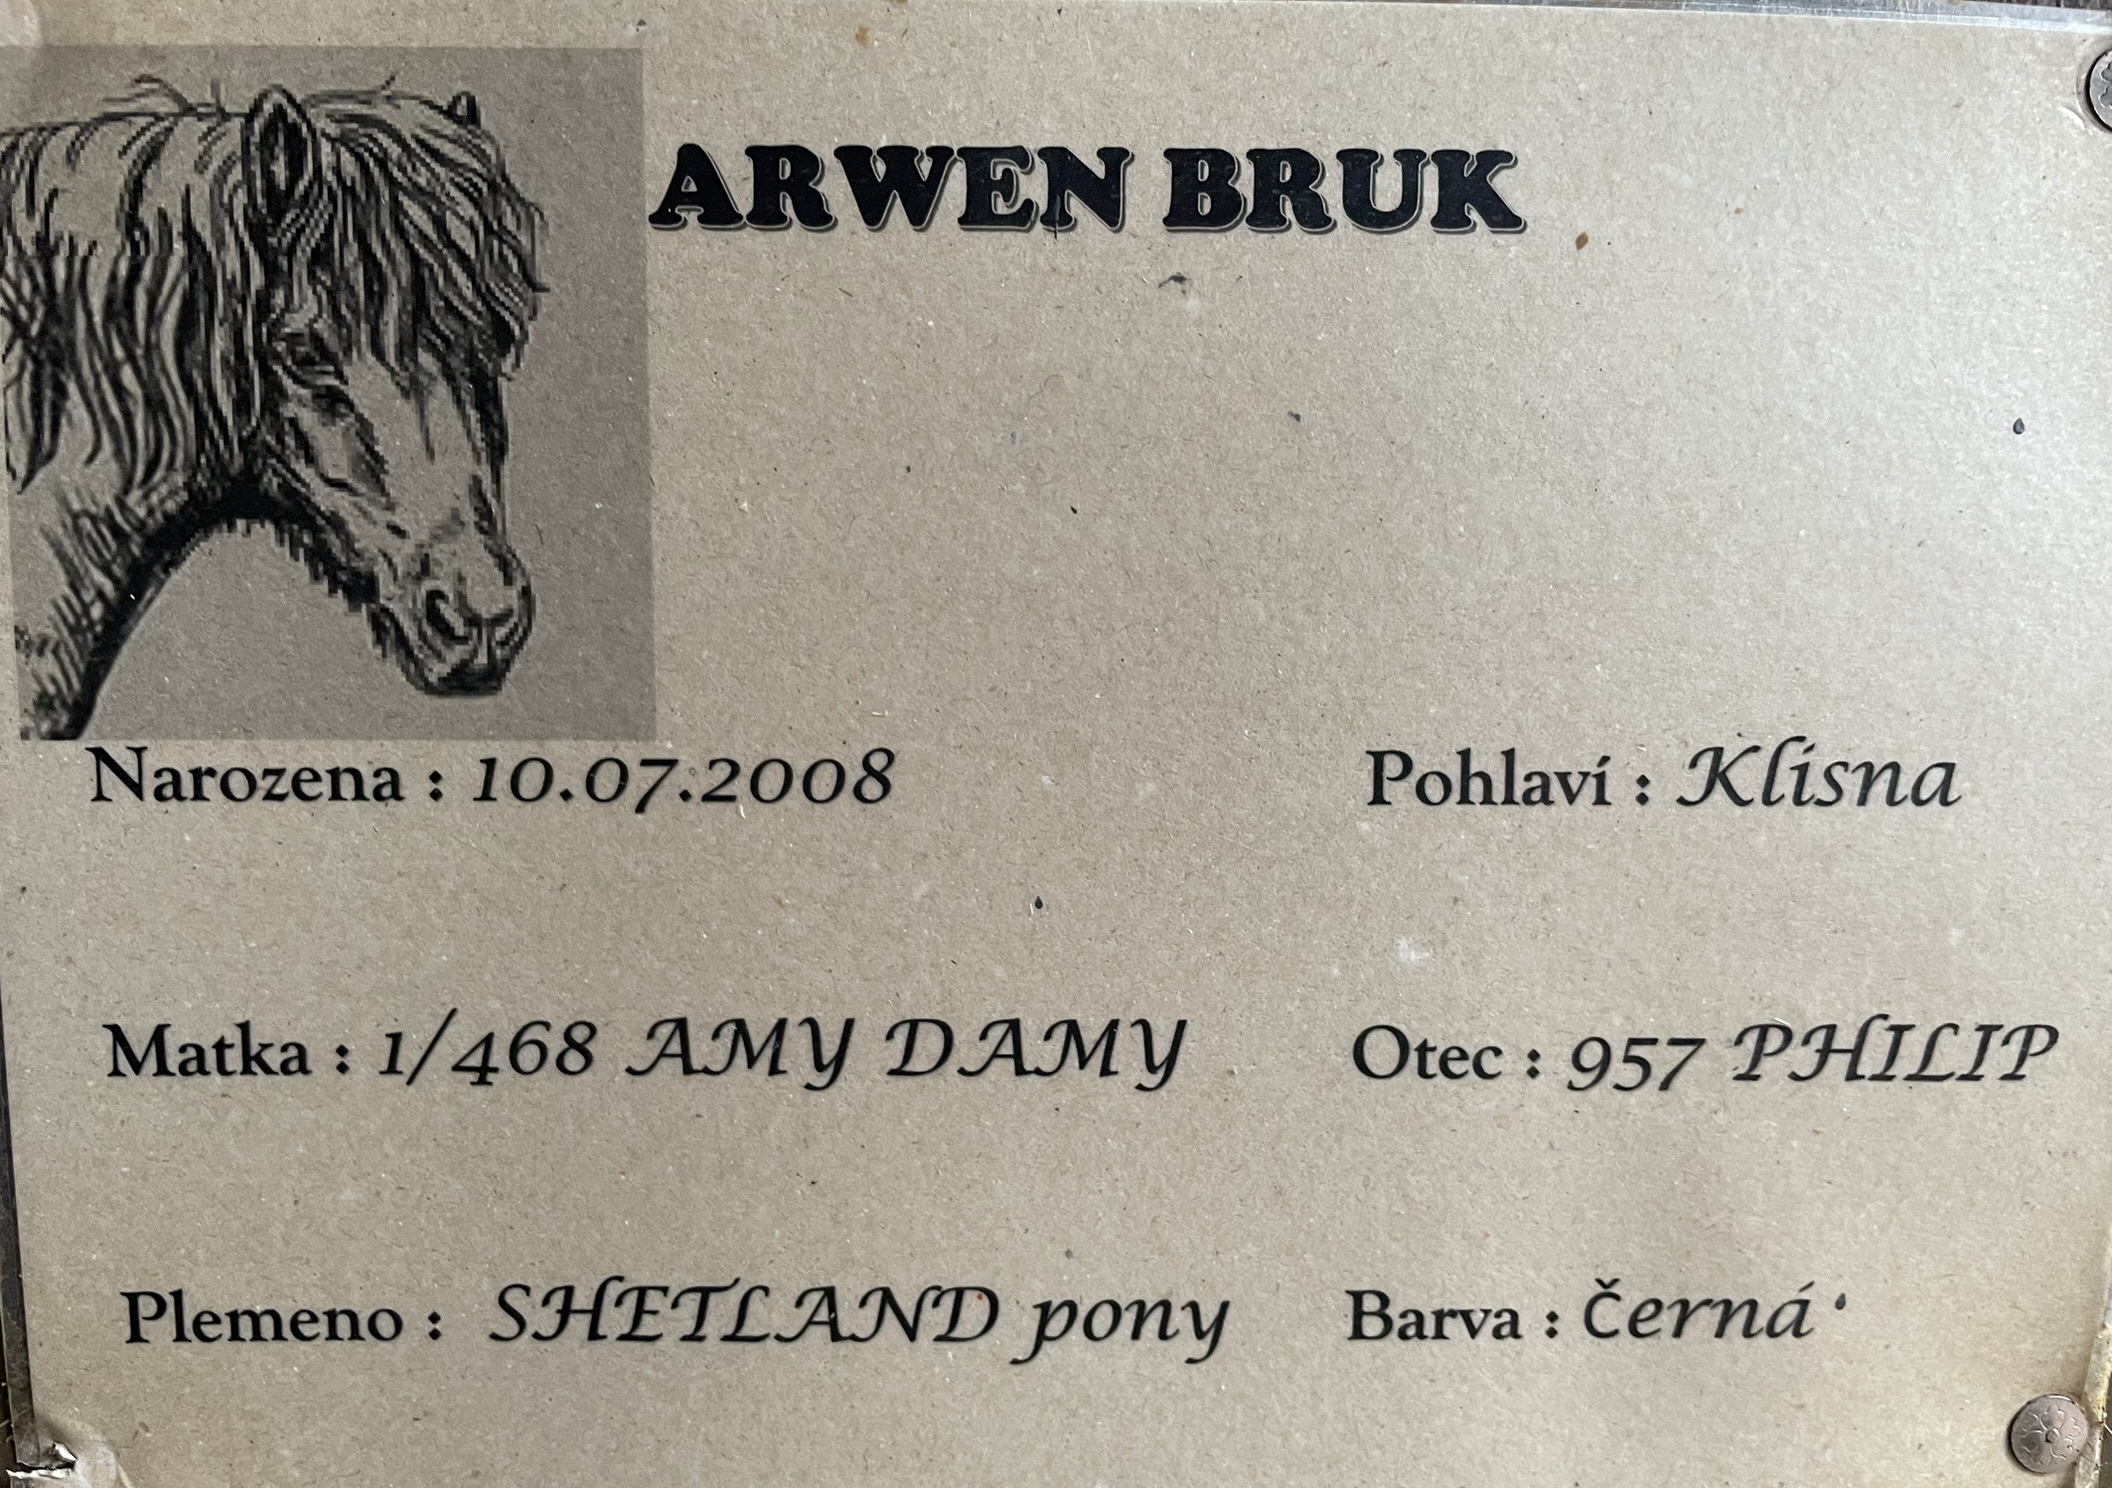 ARWEN BRUK
Narozena : 10.07.2008 Pohlaví : Klisna
Matka : 1/468 AMY DAMY Otec : 957 PHILIP
Plemeno : SHETLAND pony Barva : Černá